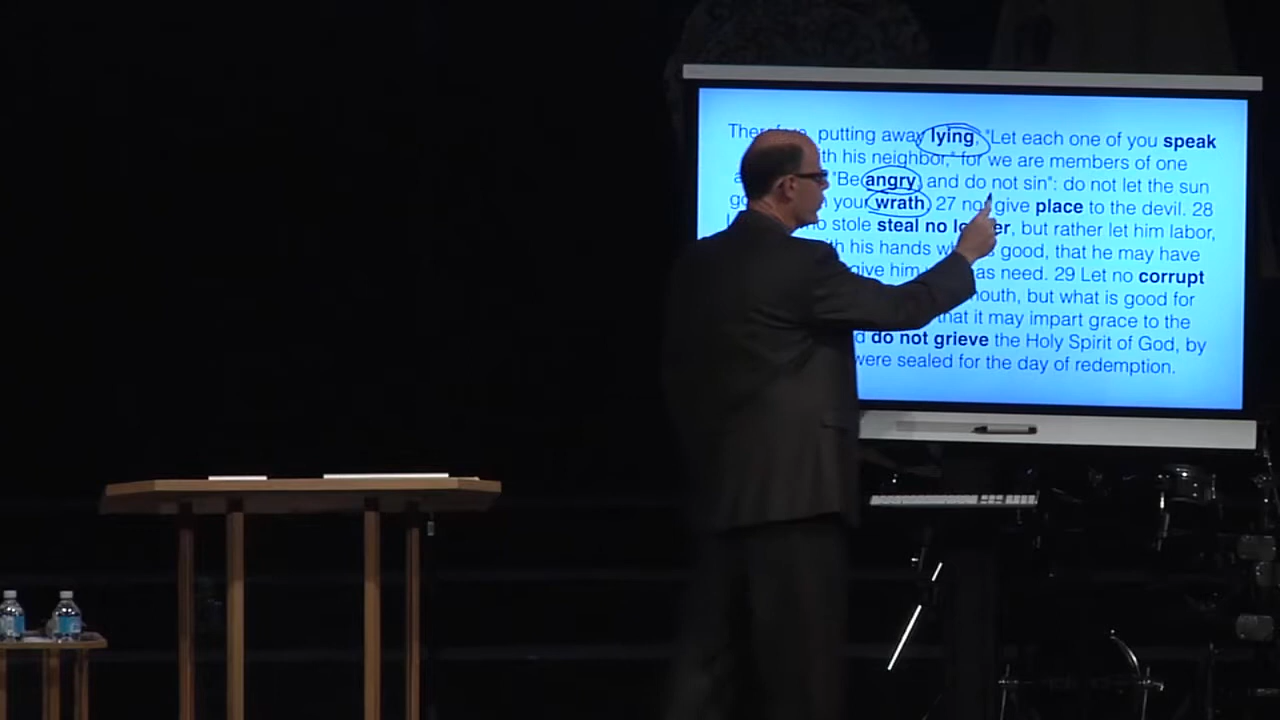 putting away lying, "Let each one of you speak
with his neighbor," for we are members of one
"Be angry, and do not sin": do not let the sun
your wrath 27 nor give place to the devil. 28
stole steal no longer, but rather let him labor,
with his hands good, that he may have
give him has need. 29 Let no corrupt
mouth, but what is good for
that it may impart grace to the
do not grieve the Holy Spirit of God, by
were sealed for the day of redemption.